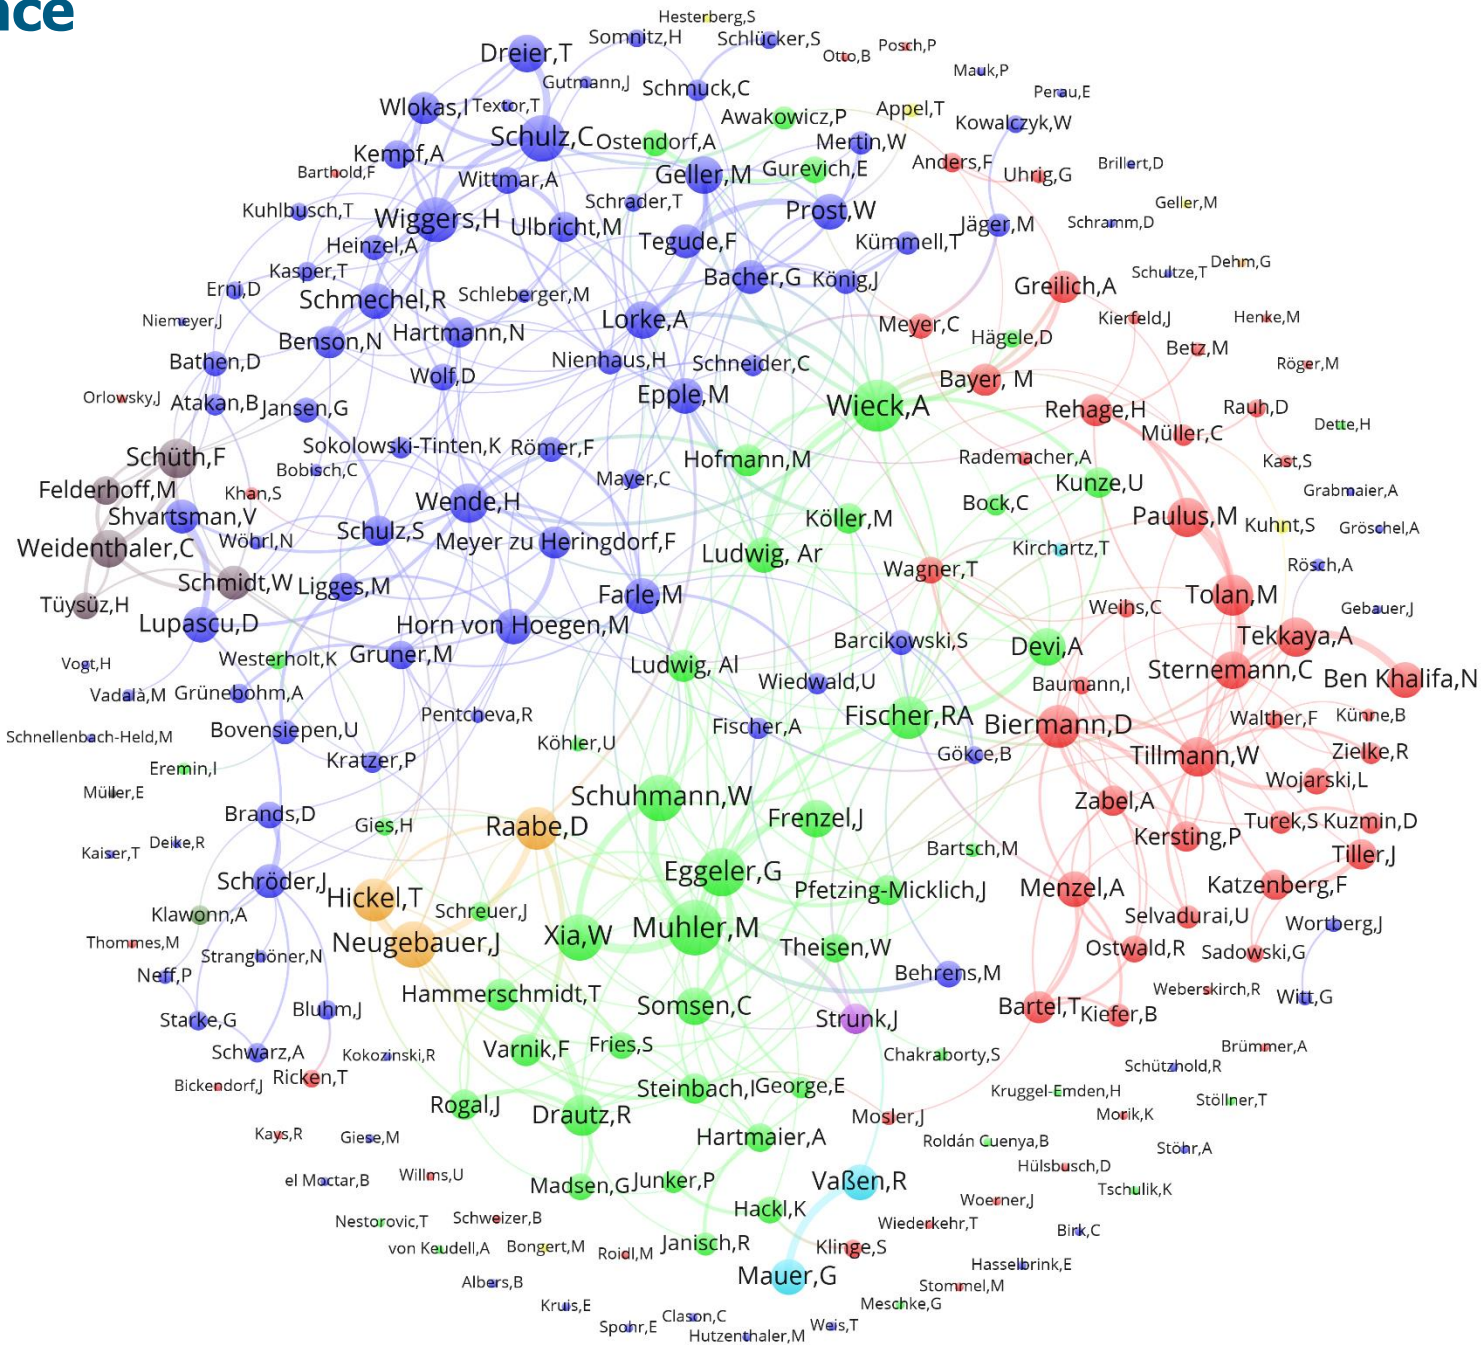 nce
Hesterberg,S
Somnitz,H
Schlücker,S
Otto,B
Posch,P
Dreier,T
Mauk,P
Gutmann,J
Schmuck,C
Perau,E
Wlokas,I
Textor,T
Awakowicz,P
Appel,T
Kowalczyk,W
Schulz,C
Ostendorf,A
Mertin,W
Kempf,A
Barthold,F
Wittmar,A
Geller,M
Gurevich,E
Anders,F
Uhrig,G
Brillert,D
Kuhlbusch,T
Wiggers,H
Ulbricht,M
Schrader,T
Prost,W
Geller,M
Heinzel,A
Tegude,F
Kümmell,T
Jäger,M
Schramm,D
Kasper,T
Erni,D
Schmechel,R
Schleberger,M
Bacher,G
König,J
Greilich,A
Schultze,T
Dehm,G
Niemeyer,J
Benson,N
Hartmann,N
Lorke,A
Meyer,C
Hägele,D
Kierfeld,J
Henke,M
Bathen,D
Wolf,D
Nienhaus,H
Schneider,C
Bayer, M
Betz,M
Röger,M
Orlowsky,J
Atakan,B
Jansen,G
Epple,M
Wieck,A
Rehage,H
Rauh,D
Dette,H
Müller,C
Schüth,F
Sokolowski-Tinten,K
Römer,F
Hofmann,M
Rademacher,A
Kast,S
Felderhoff,M
Khan,S
Bobisch,C
Mayer,C
Kunze,U
Grabmaier,A
Shvartsman,V
Wende,H
Köller,M
Bock,C
Paulus,M
Kuhnt,S
Gröschel,A
Weidenthaler,C
Wöhrl,N
Schulz,S
Meyer zu Heringdorf,F
Ludwig, Ar
Kirchartz,T
Rösch,A
Schmidt,W
Ligges,M
Farle,M
Wagner,T
Tolan,M
Tüysüz,H
Lupascu,D
Horn von Hoegen,M
Weihs,C
Gebauer,J
Barcikowski,S
Devi,A
Tekkaya,A
Vogt,H
Westerholt,K
Gruner,M
Ludwig, Al
Wiedwald,U
Baumann,I
Sternemann,C
Ben Khalifa,N
Vadalà,M
Grünebohm,A
Pentcheva,R
Fischer,A
Fischer,RA
Biermann,D
Walther,F
Künne,B
Schnellenbach-Held,M
Bovensiepen,U
Köhler,U
Gökce,B
Tillmann,W
Zielke,R
Eremin,I
Kratzer,P
Wojarski,L
Müller,E
Schuhmann,W
Zabel,A
Brands,D
Gies,H
Raabe,D
Frenzel,J
Kersting,P
Turek,S
Kuzmin,D
Kaiser,T
Deike,R
Bartsch,M
Tiller,J
Schröder,J
Hickel,T
Eggeler,G
Pfetzing-Micklich,J
Menzel,A
Katzenberg,F
Klawonn,A
Schreuer,J
Selvadurai,U
Wortberg,J
Thommes,M
Neugebauer,J
Xia,W
Muhler,M
Theisen,W
Ostwald,R
Sadowski,G
Stranghöner,N
Neff,P
Behrens,M
Weberskirch,R
Witt,G
Starke,G
Bluhm,J
Hammerschmidt,T
Somsen,C
Strunk,J
Bartel,T
Kiefer,B
Schwarz,A
Kokozinski,R
Varnik,F
Fries,S
Chakraborty,S
Brümmer,A
Bickendorf,J
Ricken,T
Steinbach,I
George,E
Schützhold,R
Rogal,J
Drautz,R
Kruggel-Emden,H
Stöllner,T
Mosler,J
Morik,K
Kays,R
Giese,M
Hartmaier,A
Roldán Cuenya,B
Stöhr,A
el Moctar,B
Willms,U
Madsen,G
Junker,P
Vaßen,R
Hülsbusch,D
Tschulik,K
Nestorovic,T
Schweizer,B
Hackl,K
Woerner,J
Wiederkehr,T
Birk,C
von Keudell,A
Bongert,M
Roidl,M
Janisch,R
Klinge,S
Hasselbrink,E
Albers,B
Mauer,G
Stommel,M
Kruis,E
Meschke,G
Spohr,E
Clason,C
Hutzenthaler,M
Weis,T